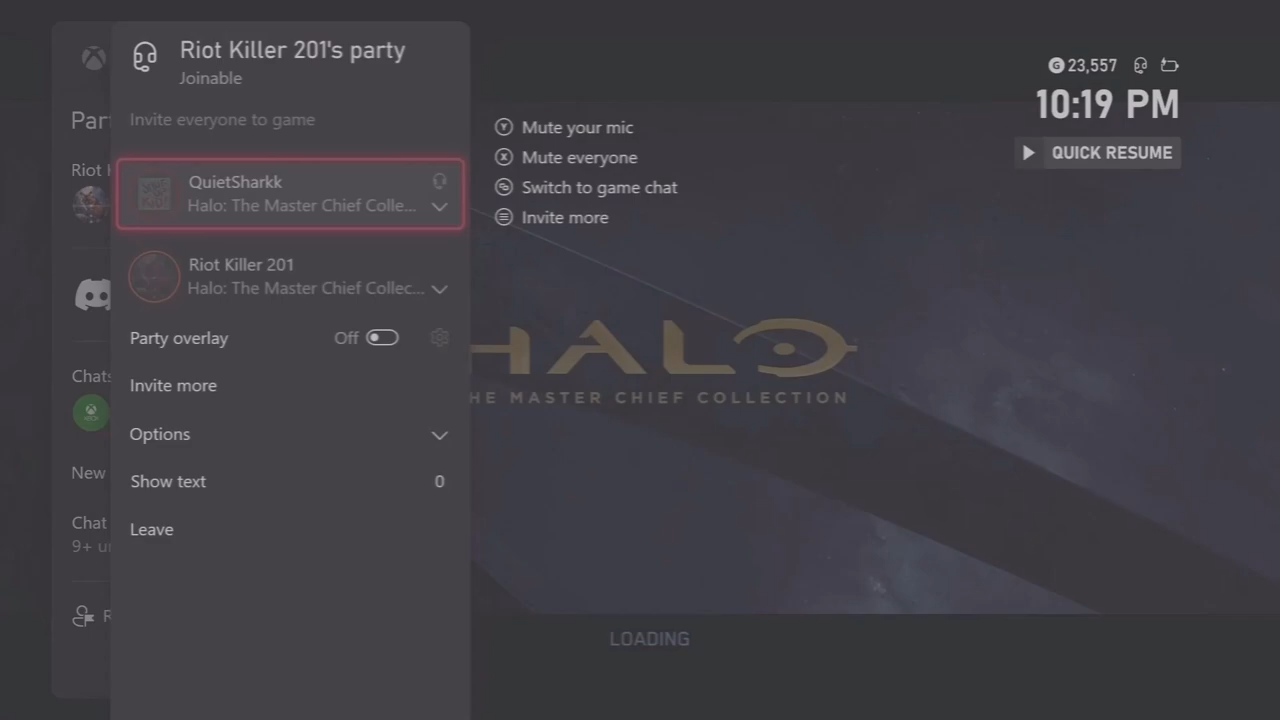 Riot Killer 201's party
Joinable
Invite everyone to game
QuietSharkk
Halo: The Master Chief Colle...
Riot Killer 201
Halo: The Master Chief Collec...
Party overlay Off
Invite more
Options
Show text 0
Leave
Riot
Chats
New
Chat
9+
Mute your mic
Mute everyone
Switch to game chat
Invite more
G 23,557
10:19 PM
QUICK RESUME
HALO
THE MASTER CHIEF COLLECTION
LOADING